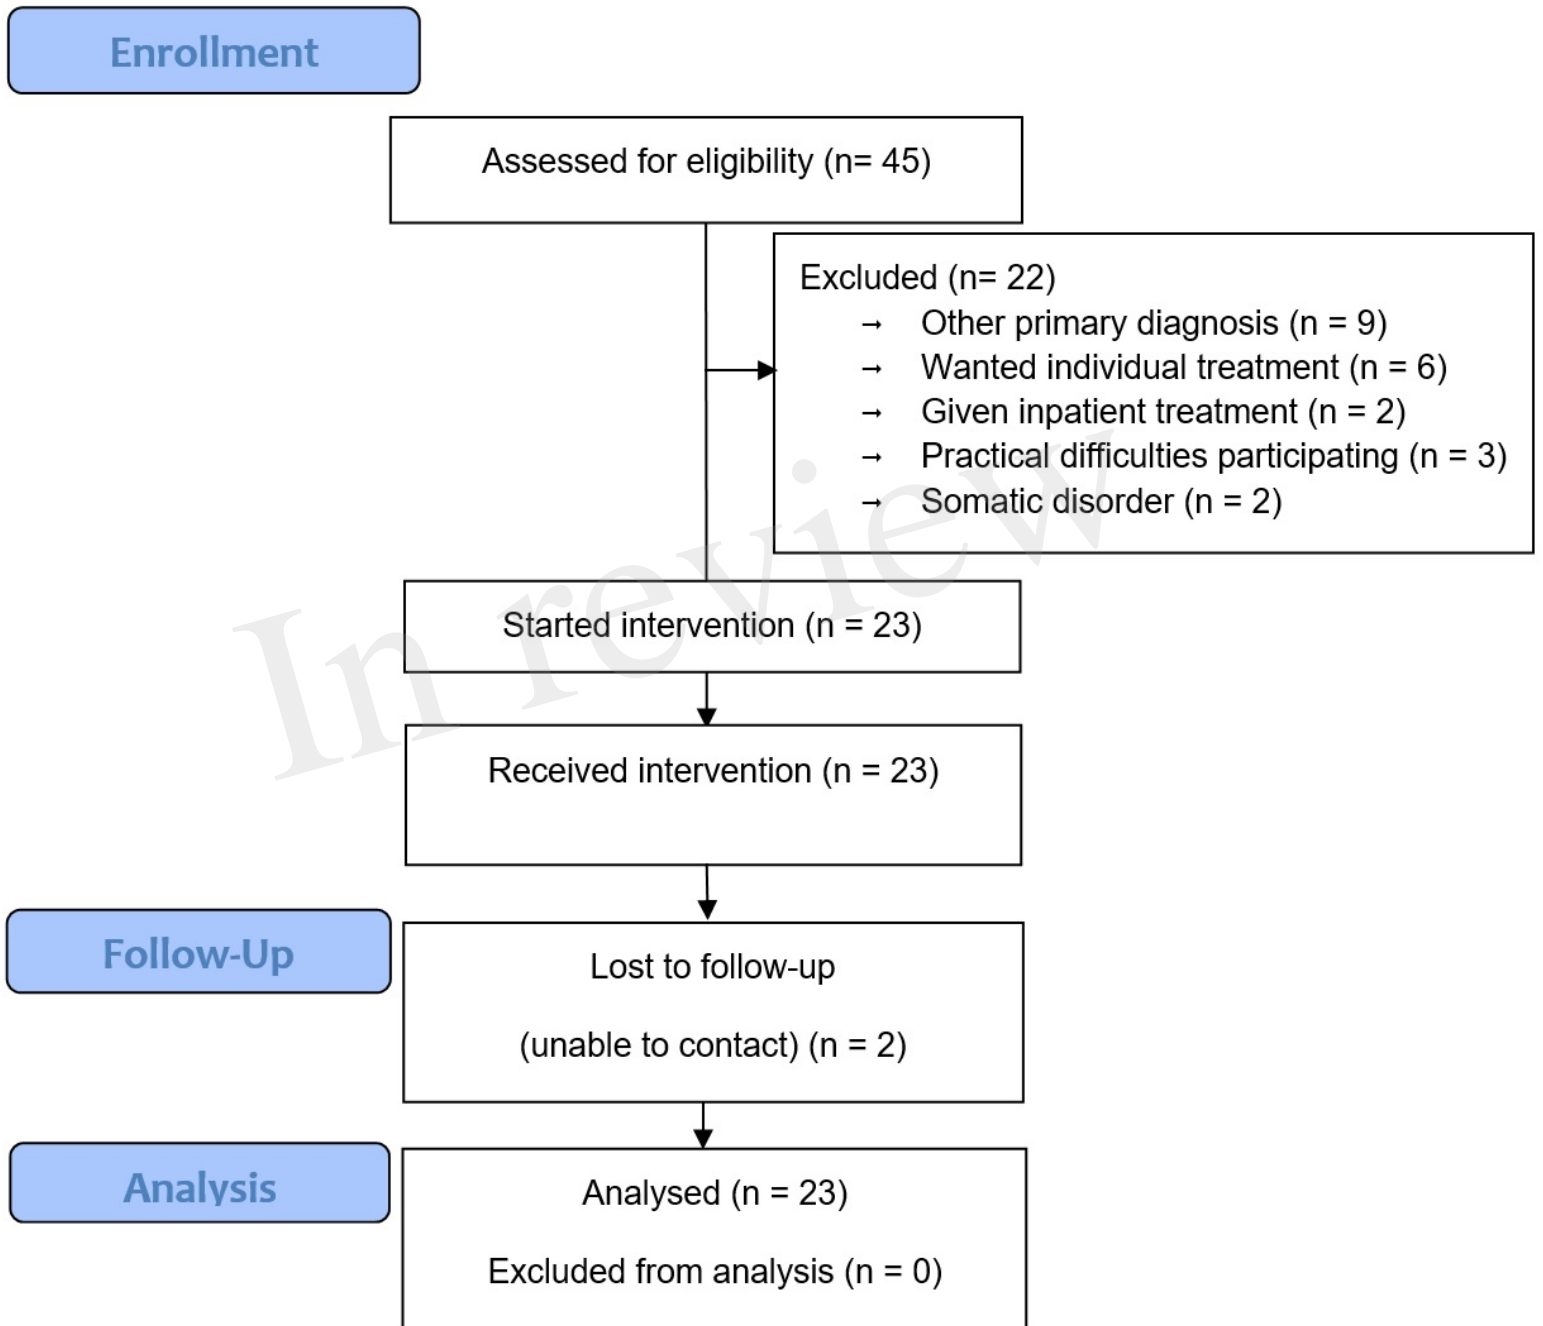 Enrollment
Assessed for eligibility (n= 45)
Excluded (n= 22)
→ Other primary diagnosis (n = 9)
→ Wanted individual treatment (n = 6)
→ Given inpatient treatment (n = 2)
→ Practical difficulties participating (n = 3)
→ Somatic disorder (n = 2)
In review
Started intervention (n = 23)
Received intervention (n = 23)
Follow-Up
Lost to follow-up
(unable to contact) (n = 2)
Analysis
Analysed (n = 23)
Excluded from analysis (n = 0)